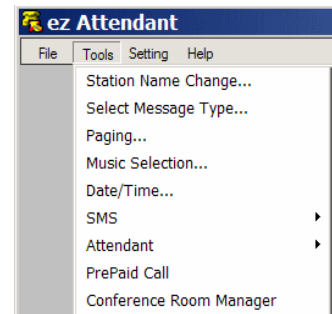 ez Attendant
File Tools Setting Help
Station Name Change...
Select Message Type...
Paging...
Music Selection...
Date/Time...
SMS
Attendant
PrePaid Call
Conference Room Manager